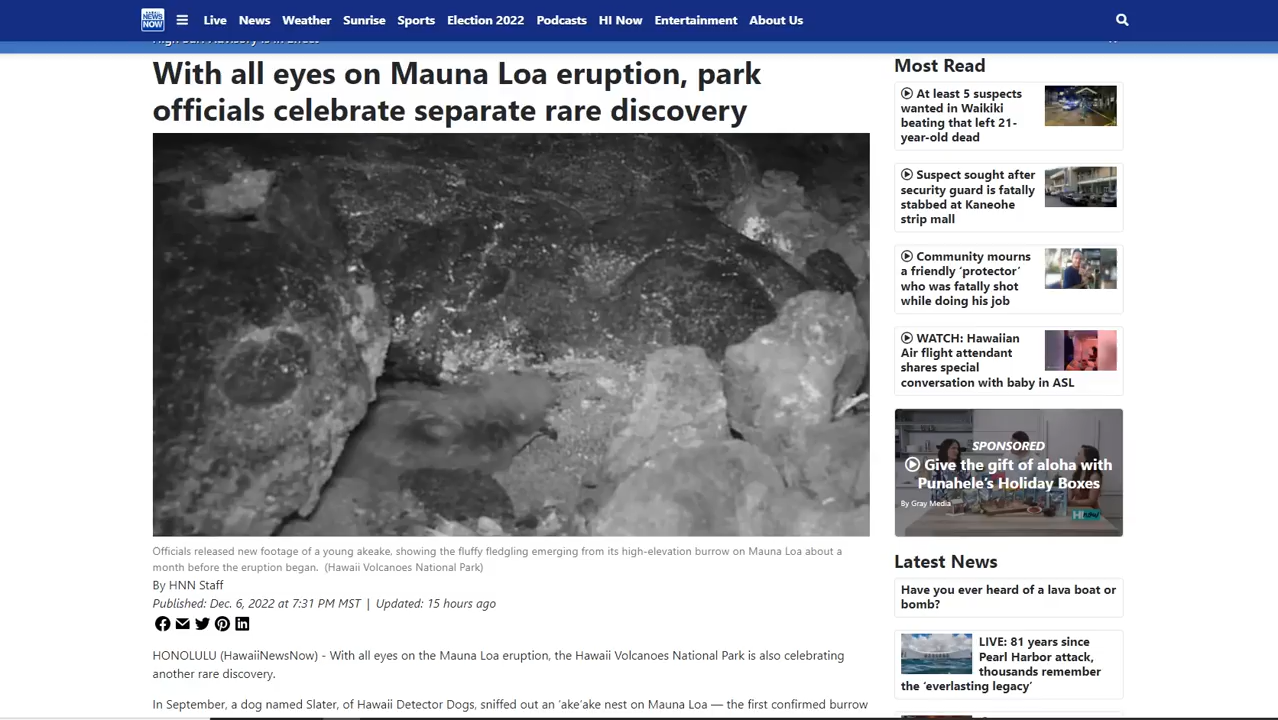 HAWAII
NEWS
NOW
Live News Weather Sunrise Sports Election 2022 Podcasts HI Now Entertainment About Us
High Surf Advisory is in Effect
With all eyes on Mauna Loa eruption, park
officials celebrate separate rare discovery
Officials released new footage of a young akeake, showing the fluffy fledgling emerging from its high-elevation burrow on Mauna Loa about a
month before the eruption began. (Hawaii Volcanoes National Park)
By HNN Staff
Published: Dec. 6, 2022 at 7:31 PM MST | Updated: 15 hours ago
HONOLULU (HawaiiNewsNow) - With all eyes on the Mauna Loa eruption, the Hawaii Volcanoes National Park is also celebrating
another rare discovery.
In September, a dog named Slater, of Hawaii Detector Dogs, sniffed out an ‘ake‘ake nest on Mauna Loa — the first confirmed burrow
Most Read
At least 5 suspects
wanted in Waikiki
beating that left 21-
year-old dead
Suspect sought after
security guard is fatally
stabbed at Kaneohe
strip mall
Community mourns
a friendly ‘protector’
who was fatally shot
while doing his job
WATCH: Hawaiian
Air flight attendant
shares special
conversation with baby in ASL
SPONSORED
Give the gift of aloha with
Punahele’s Holiday Boxes
By Gray Media
Latest News
Have you ever heard of a lava boat or
bomb?
LIVE: 81 years since
Pearl Harbor attack,
thousands remember
the ‘everlasting legacy’